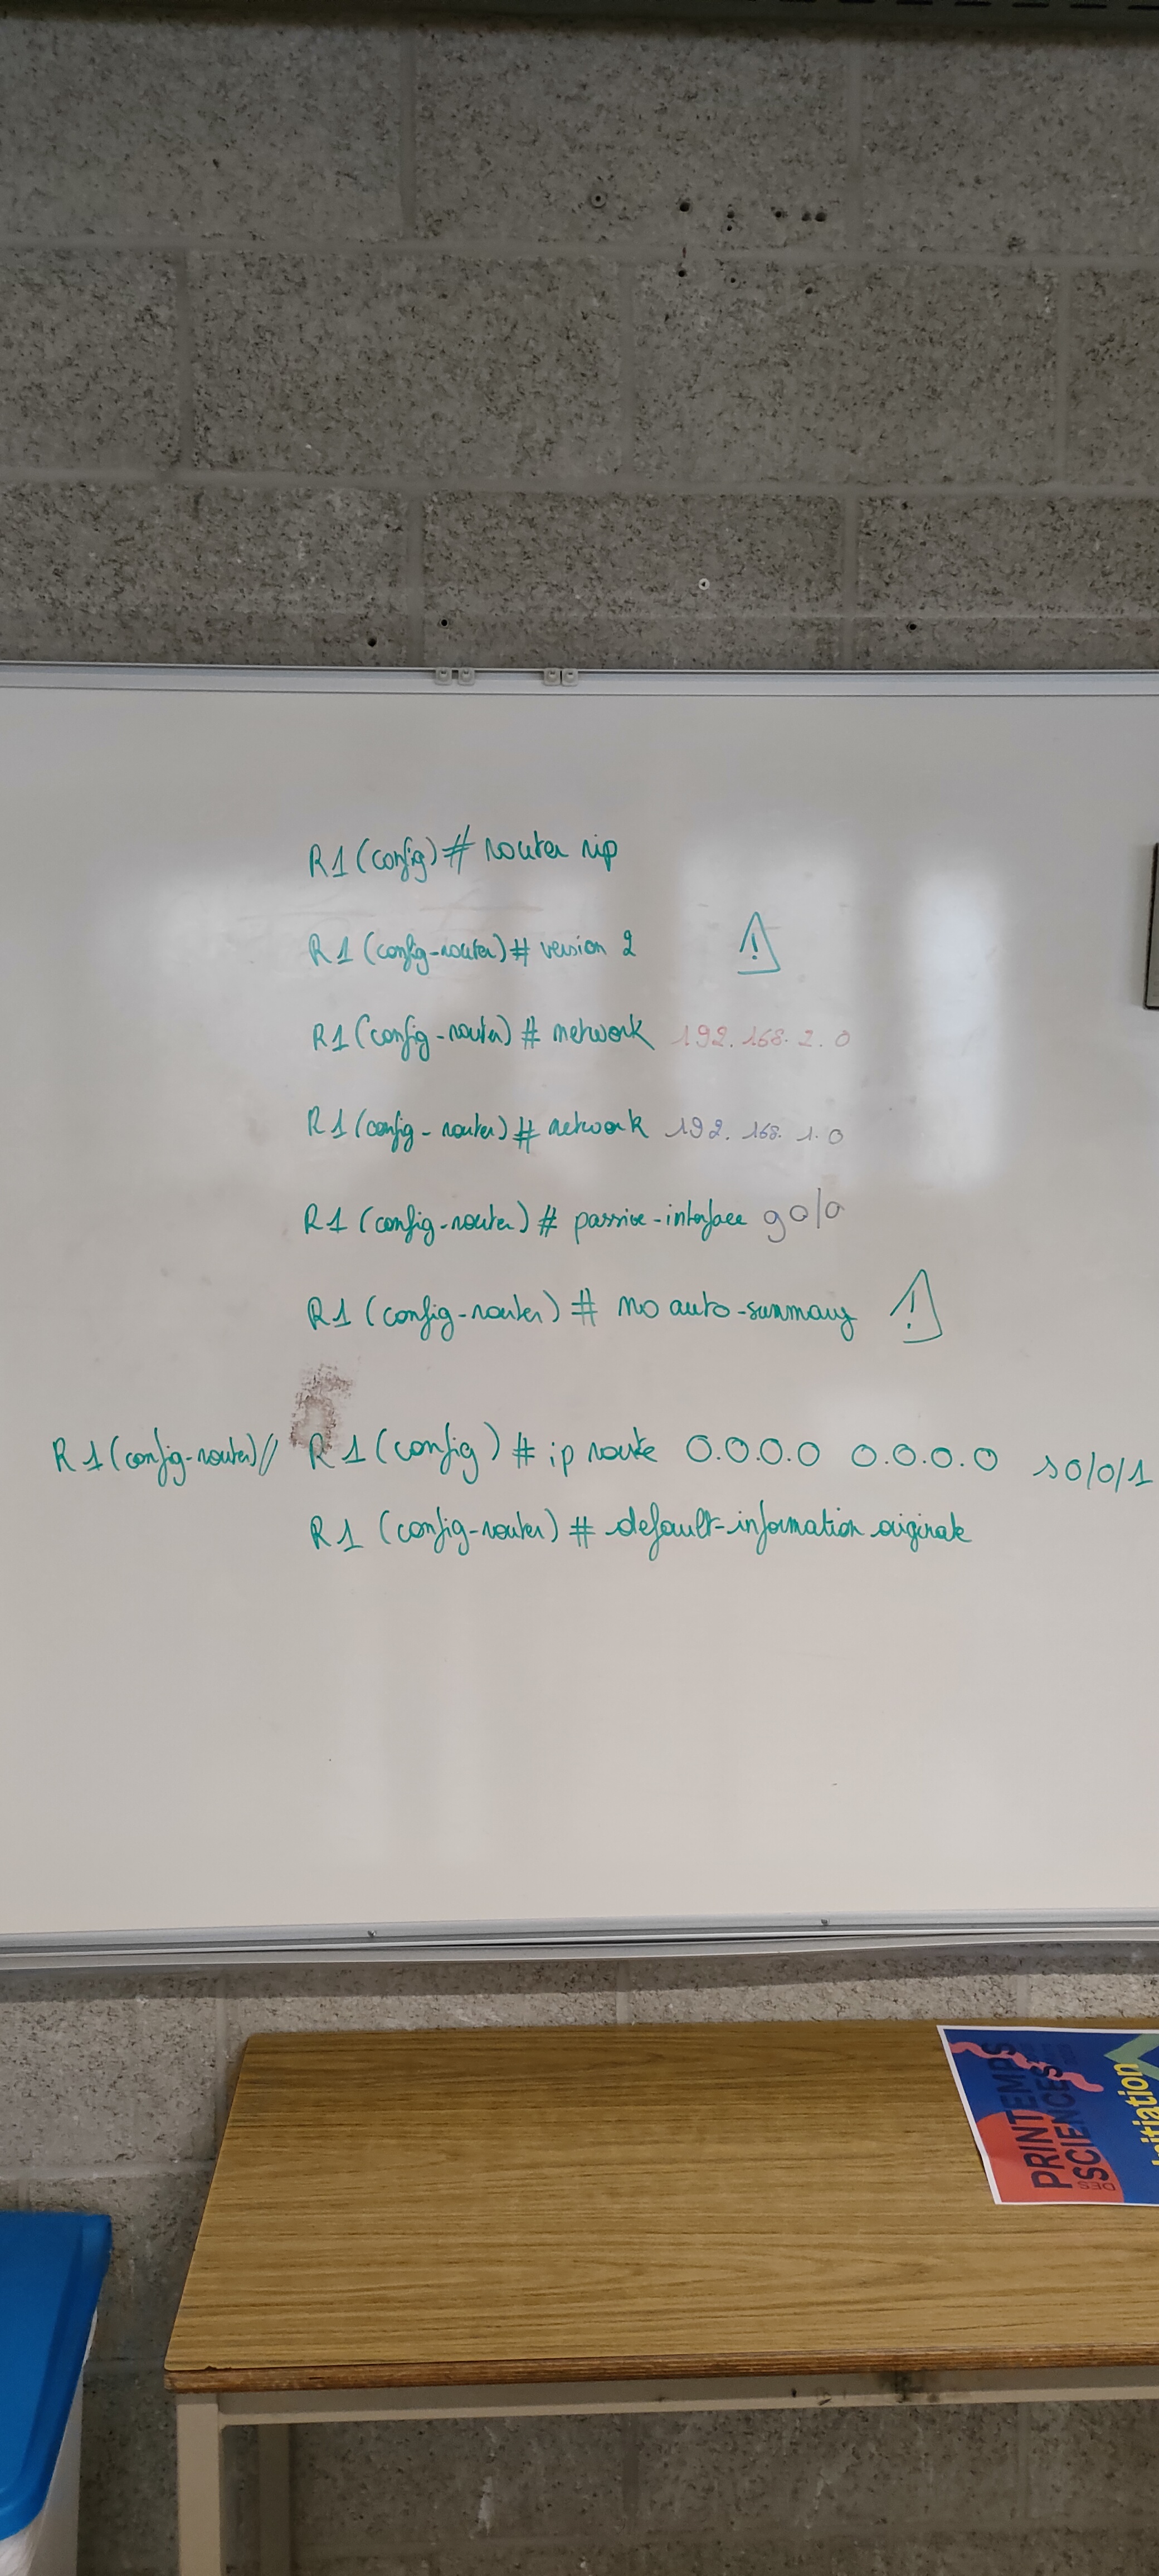 R1(config)# router rip
R1(config-router)# version 2 !
R1(config-router)# network 192.168.2.0
R1(config-router)# network 192.168.1.0
R1(config-router)# passive-interface g0/0
R1(config-router)# no auto-summary !
R1(config-router)// R1(config)# ip route 0.0.0.0 0.0.0.0 s0/0/1
R1(config-router)# default-information originate
PRINTEMPS
DES
SCIENCES